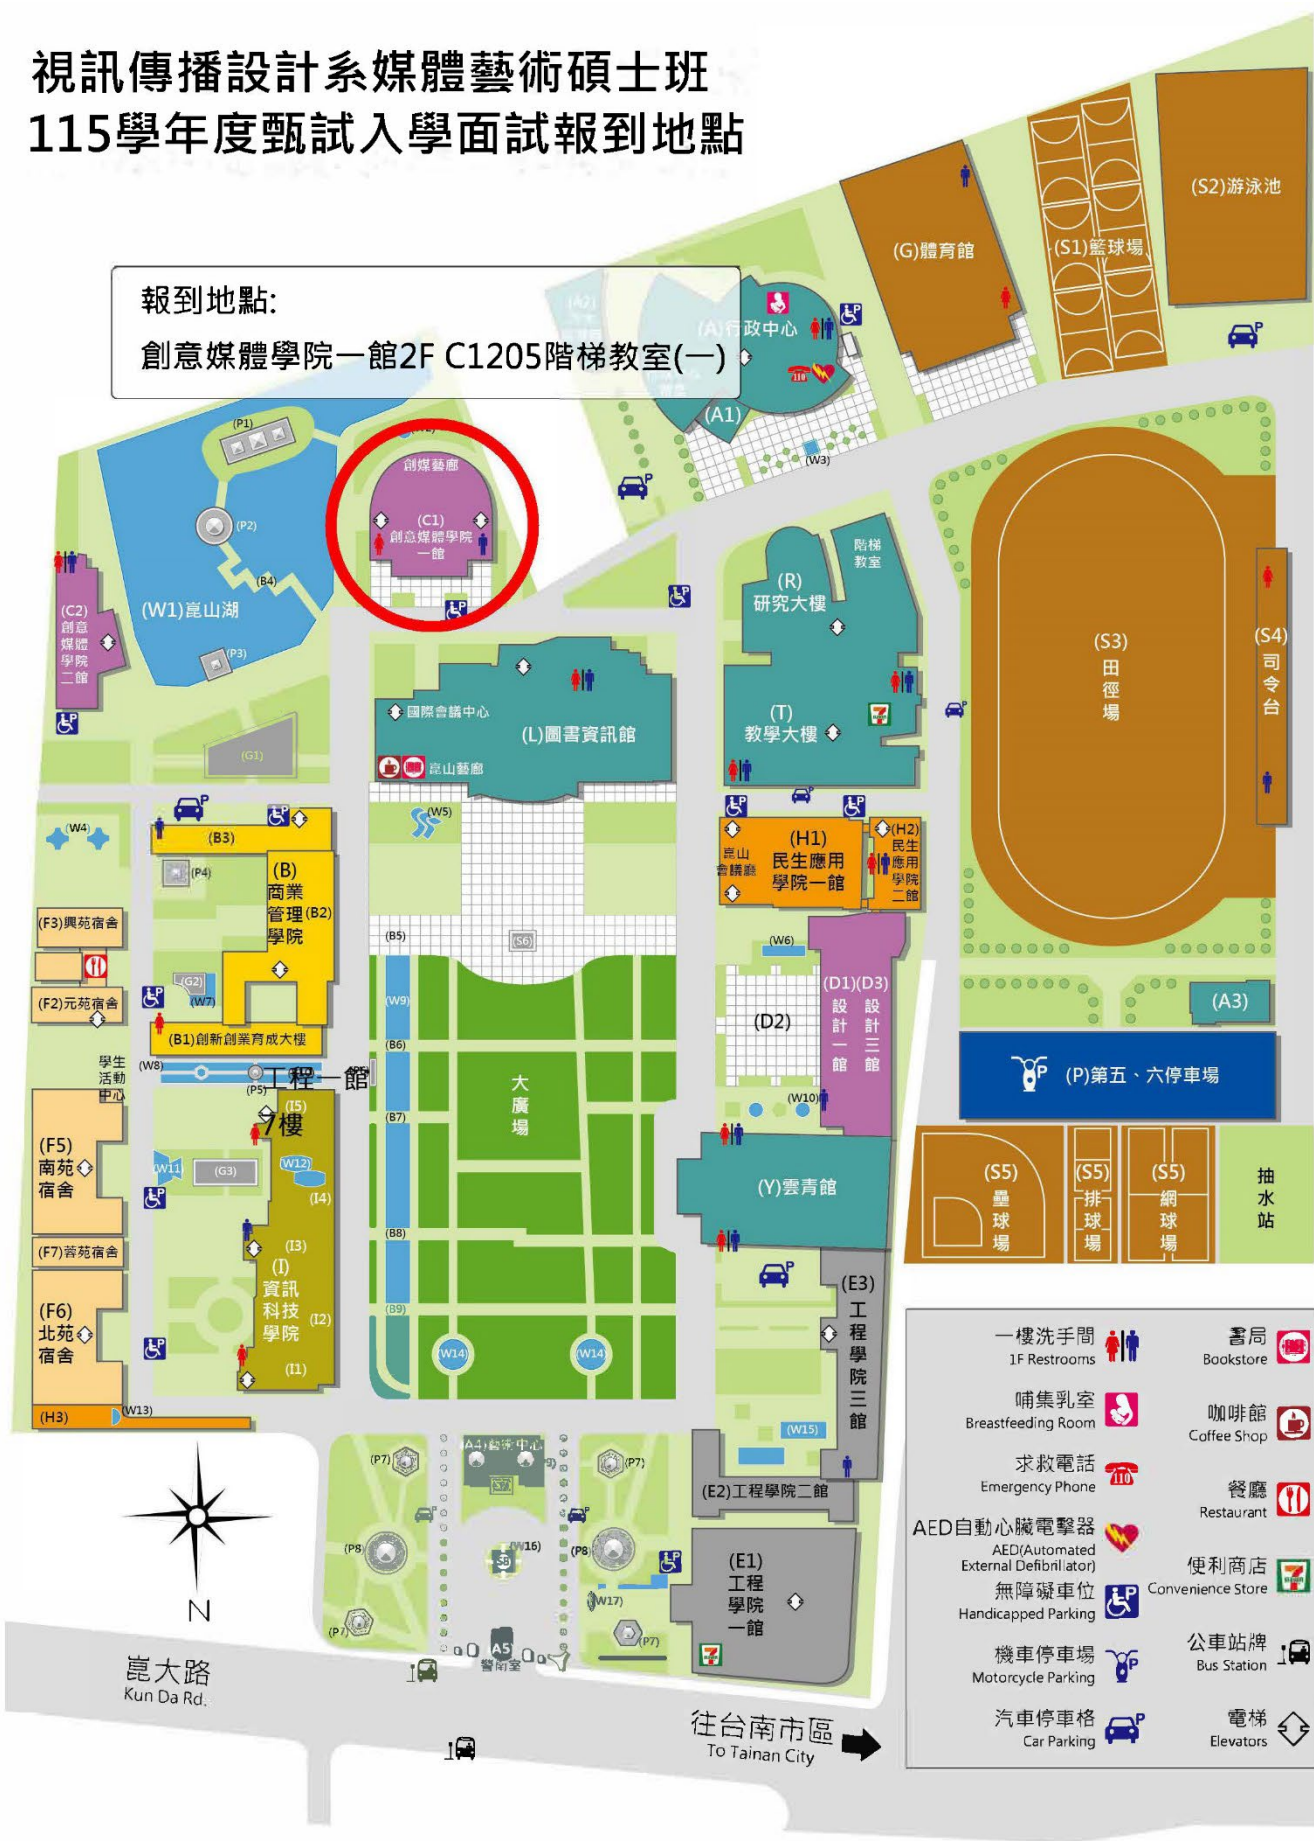 視訊傳播設計系媒體藝術碩士班
115學年度甄試入學面試報到地點
報到地點:
創意媒體學院一館2F C1205階梯教室(一)
(S2)游泳池
(S1)籃球場
(G)體育館
(A2)
(A)行政中心
(A1)
(W3)
(P1)
(P2)
(B4)
(W1)崑山湖
(P3)
創媒藝廊
(C1)
創意媒體學院
一館
(C2)
創意
媒體
學院
二館
階梯
教室
(R)
研究大樓
(T)
教學大樓
(S3)
田徑場
(S4)
司令台
國際會議中心
(L)圖書資訊館
崑山藝廊
(G1)
(W5)
(W4)
(B3)
(P4)
(B)
商業
管理
學院
(B2)
崑山
會議廳
(H1)
民生應用
學院一館
(H2)
民生
應用
學院
二館
(F3)興苑宿舍
(F2)元苑宿舍
(G2)
(W7)
(B1)創新創業育成大樓
(B5)
(S6)
(W6)
(W9)
(B6)
(D1)
設計一館
(D3)
設計三館
(D2)
(A3)
(P)第五、六停車場
學生
活動
中心
(W8)
(P5)
工程一館
7樓
(I5)
大廣場
(B7)
(W10)
(F5)
南苑
宿舍
(W11)
(G3)
(W12)
(I4)
(Y)雲青館
(S5)
壘球場
(S5)
排球場
(S5)
網球場
抽水站
(F7)蓉苑宿舍
(B8)
(I3)
(I)
資訊
科技
學院
(I2)
(I1)
(F6)
北苑
宿舍
(B9)
(W14)
(W14)
(E3)
工程學院三館
(H3)
(W13)
(W15)
(E2)工程學院二館
(P7)
(A4)藝術中心
(P7)
(P8)
(W16)
(P8)
(W17)
(P7)
(A5)
警衛室
(P7)
(E1)
工程
學院
一館
N
崑大路
Kun Da Rd.
往台南市區
To Tainan City
一樓洗手間
1F Restrooms
哺集乳室
Breastfeeding Room
求救電話
Emergency Phone
AED自動心臟電擊器
AED(Automated
External Defibrillator)
無障礙車位
Handicapped Parking
機車停車場
Motorcycle Parking
汽車停車格
Car Parking
書局
Bookstore
咖啡館
Coffee Shop
餐廳
Restaurant
便利商店
Convenience Store
公車站牌
Bus Station
電梯
Elevators